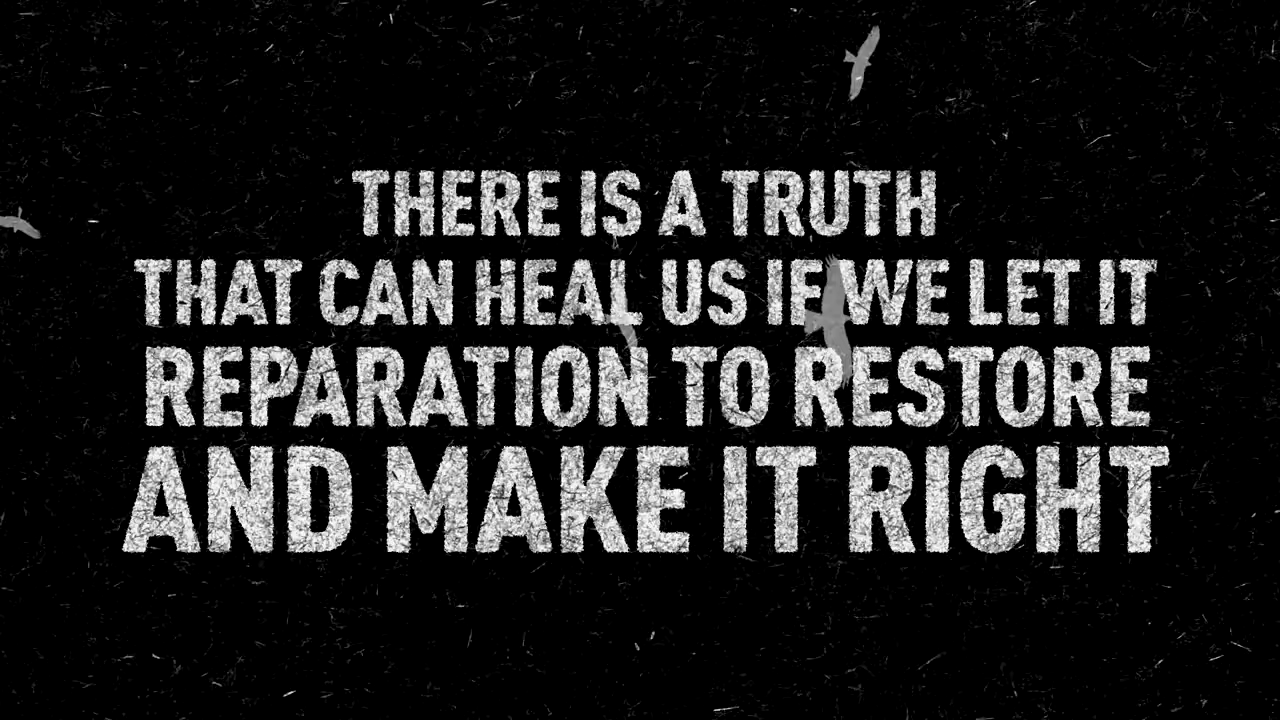 THERE IS A TRUTH
THAT CAN HEAL US IF WE LET IT
REPARATION TO RESTORE
AND MAKE IT RIGHT